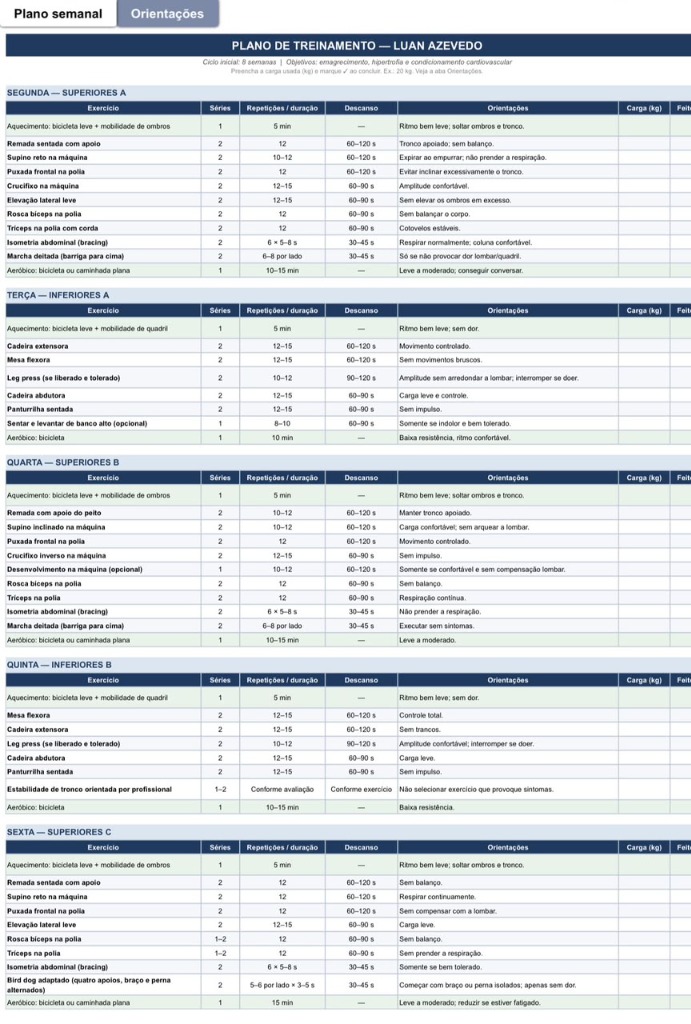 Plano semanal Orientações
PLANO DE TREINAMENTO — LUAN AZEVEDO
Ciclo inicial: 8 semanas | Objetivos: emagrecimento, hipertrofia e condicionamento cardiovascular
Preencha a carga usada (kg) e marque ✓ ao concluir. Ex.: 20 kg. Veja a aba Orientações.
SEGUNDA — SUPERIORES A
Exercício Séries Repetições / duração Descanso Orientações Carga (kg)
Aquecimento: bicicleta leve + mobilidade de ombros 1 5 min — Ritmo bem leve; soltar ombros e tronco.
Remada sentada com apoio 2 12 60–120 s Tronco apoiado; sem balanço.
Supino reto na máquina 2 10–12 60–120 s Expirar ao empurrar; não prender a respiração.
Puxada frontal na polia 2 12 60–120 s Evitar inclinar excessivamente o tronco.
Crucifixo na máquina 2 12–15 60–90 s Amplitude confortável.
Elevação lateral leve 2 12–15 60–90 s Sem elevar os ombros em excesso.
Rosca bíceps na polia 2 12 60–90 s Sem balançar o corpo.
Tríceps na polia com corda 2 12 60–90 s Cotovelos estáveis.
Isometria abdominal (bracing) 2 6 × 5–8 s 30–45 s Respirar normalmente; coluna confortável.
Marcha deitada (barriga para cima) 2 6–8 por lado 30–45 s Só se não provocar dor lombar/quadril.
Aeróbico: bicicleta ou caminhada plana 1 10–15 min — Leve a moderado; conseguir conversar.
TERÇA — INFERIORES A
Exercício Séries Repetições / duração Descanso Orientações Carga (kg)
Aquecimento: bicicleta leve + mobilidade de quadril 1 5 min — Ritmo bem leve; sem dor.
Cadeira extensora 2 12–15 60–120 s Movimento controlado.
Mesa flexora 2 12–15 60–120 s Sem movimentos bruscos.
Leg press (se liberado e tolerado) 2 10–12 90–120 s Amplitude sem arredondar a lombar; interromper se doer.
Cadeira abdutora 2 12–15 60–90 s Carga leve e controle.
Panturrilha sentada 2 12–15 60–90 s Sem impulso.
Sentar e levantar de banco alto (opcional) 1 8–10 60–90 s Somente se indolor e bem tolerado.
Aeróbico: bicicleta 1 10 min — Baixa resistência, ritmo confortável.
QUARTA — SUPERIORES B
Exercício Séries Repetições / duração Descanso Orientações Carga (kg)
Aquecimento: bicicleta leve + mobilidade de ombros 1 5 min — Ritmo bem leve; soltar ombros e tronco.
Remada com apoio do peito 2 10–12 60–120 s Manter tronco apoiado.
Supino inclinado na máquina 2 10–12 60–120 s Carga confortável; sem arquear a lombar.
Puxada frontal na polia 2 12 60–120 s Movimento controlado.
Crucifixo inverso na máquina 2 12–15 60–90 s Sem impulso.
Desenvolvimento na máquina (opcional) 1 10–12 60–120 s Somente se confortável e sem compensação lombar.
Rosca bíceps na polia 2 12 60–90 s Sem balanço.
Tríceps na polia 2 12 60–90 s Respiração contínua.
Isometria abdominal (bracing) 2 6 × 5–8 s 30–45 s Não prender a respiração.
Marcha deitada (barriga para cima) 2 6–8 por lado 30–45 s Executar sem sintomas.
Aeróbico: bicicleta ou caminhada plana 1 10–15 min — Leve a moderado.
QUINTA — INFERIORES B
Exercício Séries Repetições / duração Descanso Orientações Carga (kg)
Aquecimento: bicicleta leve + mobilidade de quadril 1 5 min — Ritmo bem leve; sem dor.
Mesa flexora 2 12–15 60–120 s Controle total.
Cadeira extensora 2 12–15 60–120 s Sem trancos.
Leg press (se liberado e tolerado) 2 10–12 90–120 s Amplitude confortável; interromper se doer.
Cadeira abdutora 2 12–15 60–90 s Carga leve.
Panturrilha sentada 2 12–15 60–90 s Sem impulso.
Estabilidade de tronco orientada por profissional 1–2 Conforme avaliação Conforme exercício Não selecionar exercício que provoque sintomas.
Aeróbico: bicicleta 1 10–15 min — Baixa resistência.
SEXTA — SUPERIORES C
Exercício Séries Repetições / duração Descanso Orientações Carga (kg)
Aquecimento: bicicleta leve + mobilidade de ombros 1 5 min — Ritmo bem leve; soltar ombros e tronco.
Remada sentada com apoio 2 12 60–120 s Sem balanço.
Supino reto na máquina 2 12 60–120 s Respirar continuamente.
Puxada frontal na polia 2 12 60–120 s Sem compensar com a lombar.
Elevação lateral leve 2 12–15 60–90 s Carga leve.
Rosca bíceps na polia 1–2 12 60–90 s Sem balanço.
Tríceps na polia 1–2 12 60–90 s Sem prender a respiração.
Isometria abdominal (bracing) 2 6 × 5–8 s 30–45 s Somente se bem tolerado.
Bird dog adaptado (quatro apoios, braço e perna
alternados) 2 5–6 por lado × 3–5 s 30–45 s Começar com braço ou perna isolados; apenas sem dor.
Aeróbico: bicicleta ou caminhada plana 1 15 min — Leve a moderado; reduzir se estiver fatigado.